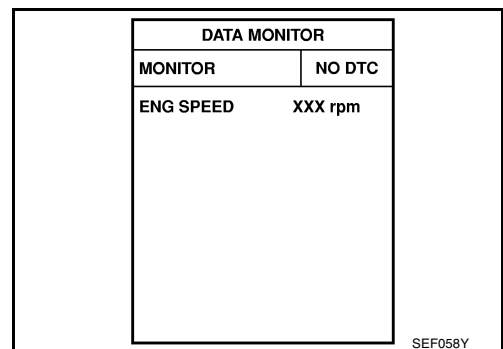 DATA MONITOR
MONITOR NO DTC
ENG SPEED XXX rpm
SEF058Y